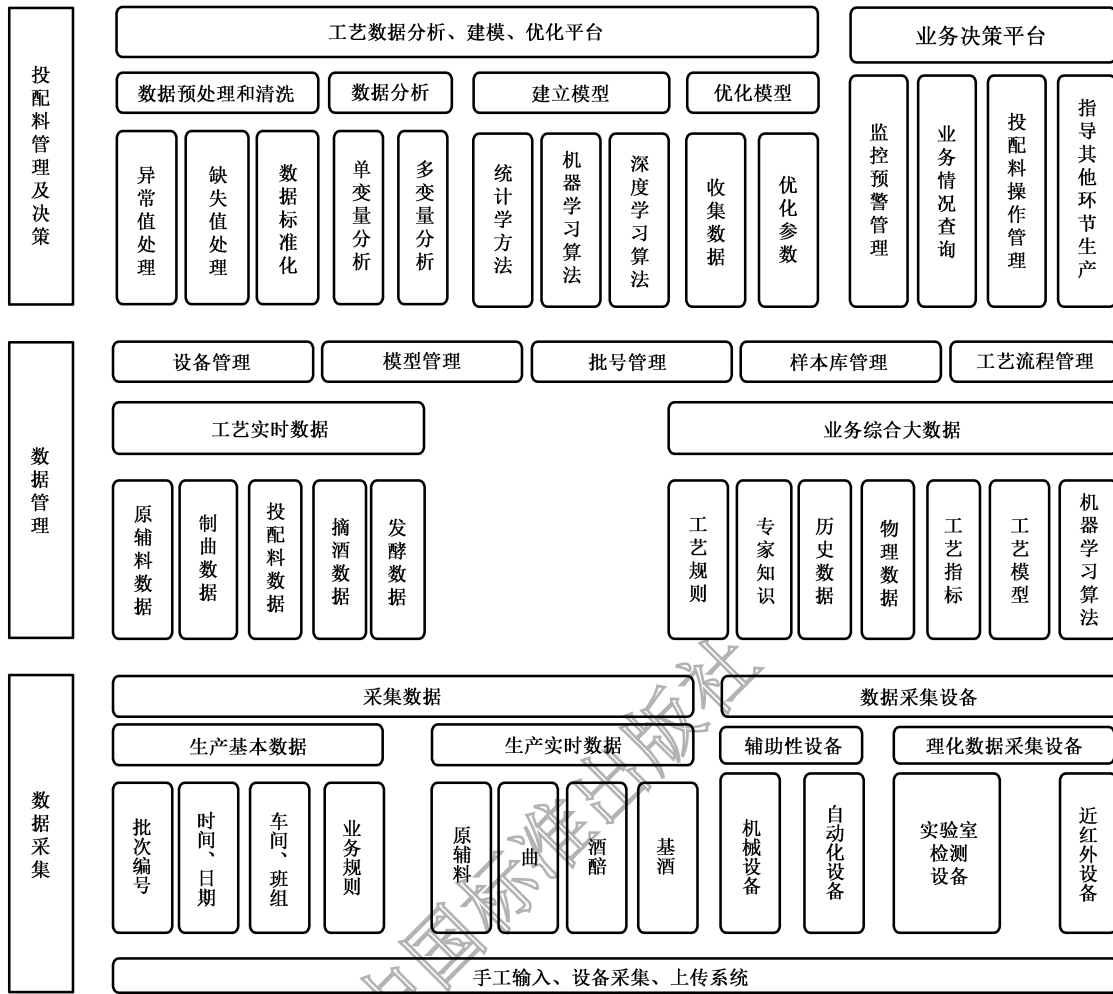 投配料管理及决策
工艺数据分析、建模、优化平台
业务决策平台
数据预处理和清洗
数据分析
建立模型
优化模型
异常值处理
缺失值处理
数据标准化
单变量分析
多变量分析
统计学方法
机器学习算法
深度学习算法
收集数据
优化参数
监控预警管理
业务情况查询
投配料操作管理
指导其他环节生产
数据管理
设备管理
模型管理
批号管理
样本库管理
工艺流程管理
工艺实时数据
业务综合大数据
原辅料数据
制曲数据
投配料数据
摘酒数据
发酵数据
工艺规则
专家知识
历史数据
物理数据
工艺指标
工艺模型
机器学习算法
数据采集
采集数据
数据采集设备
生产基本数据
生产实时数据
辅助性设备
理化数据采集设备
批次编号
时间、日期
车间、班组
业务规则
原辅料
曲
酒醅
基酒
机械设备
自动化设备
实验室
检测
设备
近红外设备
手工输入、设备采集、上传系统
中国标准出版社